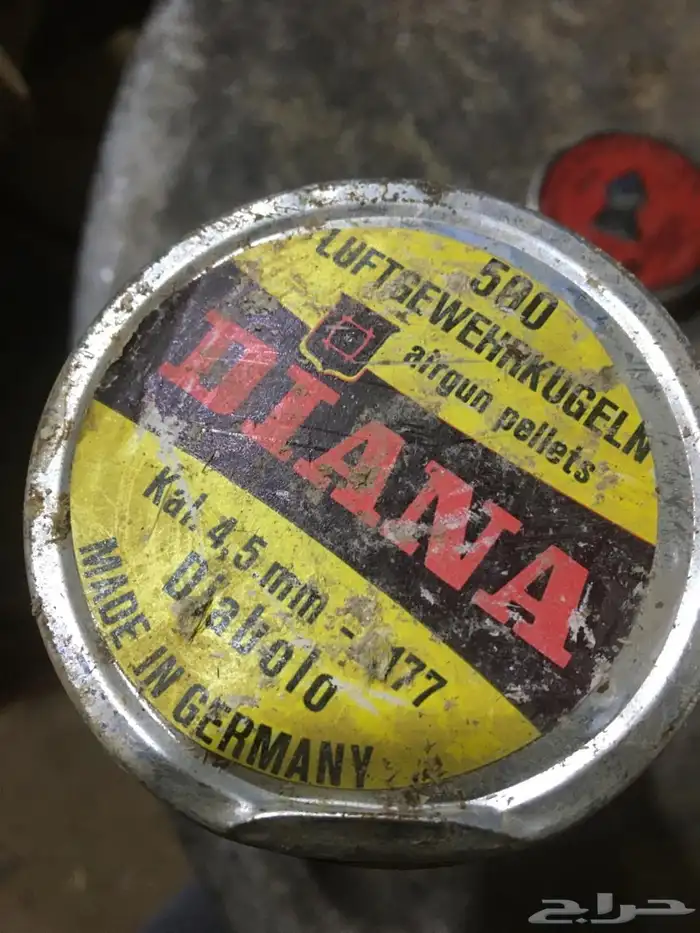 500
LUFTGEWEHRKUGELN
airgun pellets
DIANA
Kal. 4,5 mm - .177
Diabolo
MADE IN GERMANY
حراج